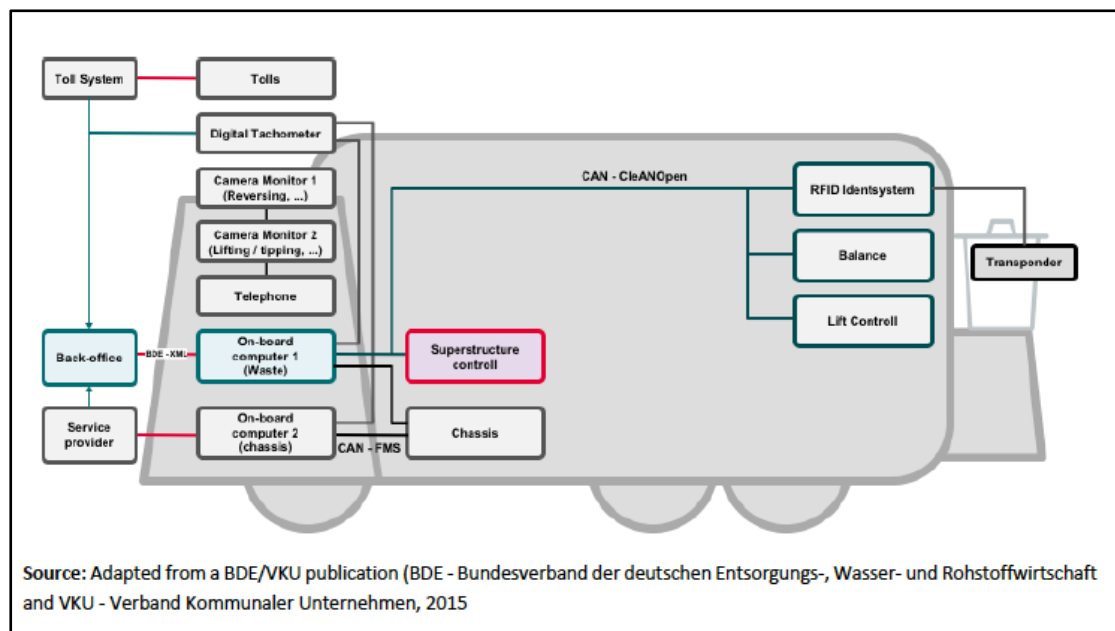 Toll System
Tolls
Digital Tachometer
Camera Monitor 1
(Reversing, ...)
Camera Monitor 2
(Lifting / tipping, ...)
Telephone
CAN - CleANOpen
RFID Identsystem
Balance
Lift Controll
Transponder
Back-office
BDE -XML
On-board
computer 1
(Waste)
Superstructure
controll
Service
provider
On-board
computer 2
(chassis)
CAN - FMS
Chassis
Source: Adapted from a BDE/VKU publication (BDE - Bundesverband der deutschen Entsorgungs-, Wasser- und Rohstoffwirtschaft
and VKU - Verband Kommunaler Unternehmen, 2015